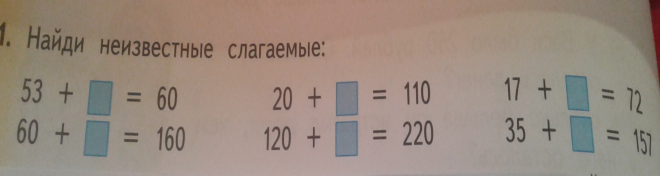 1. Найди неизвестные слагаемые:
53 + □ = 60 20 + □ = 110 17 + □ = 72
60 + □ = 160 120 + □ = 220 35 + □ = 157